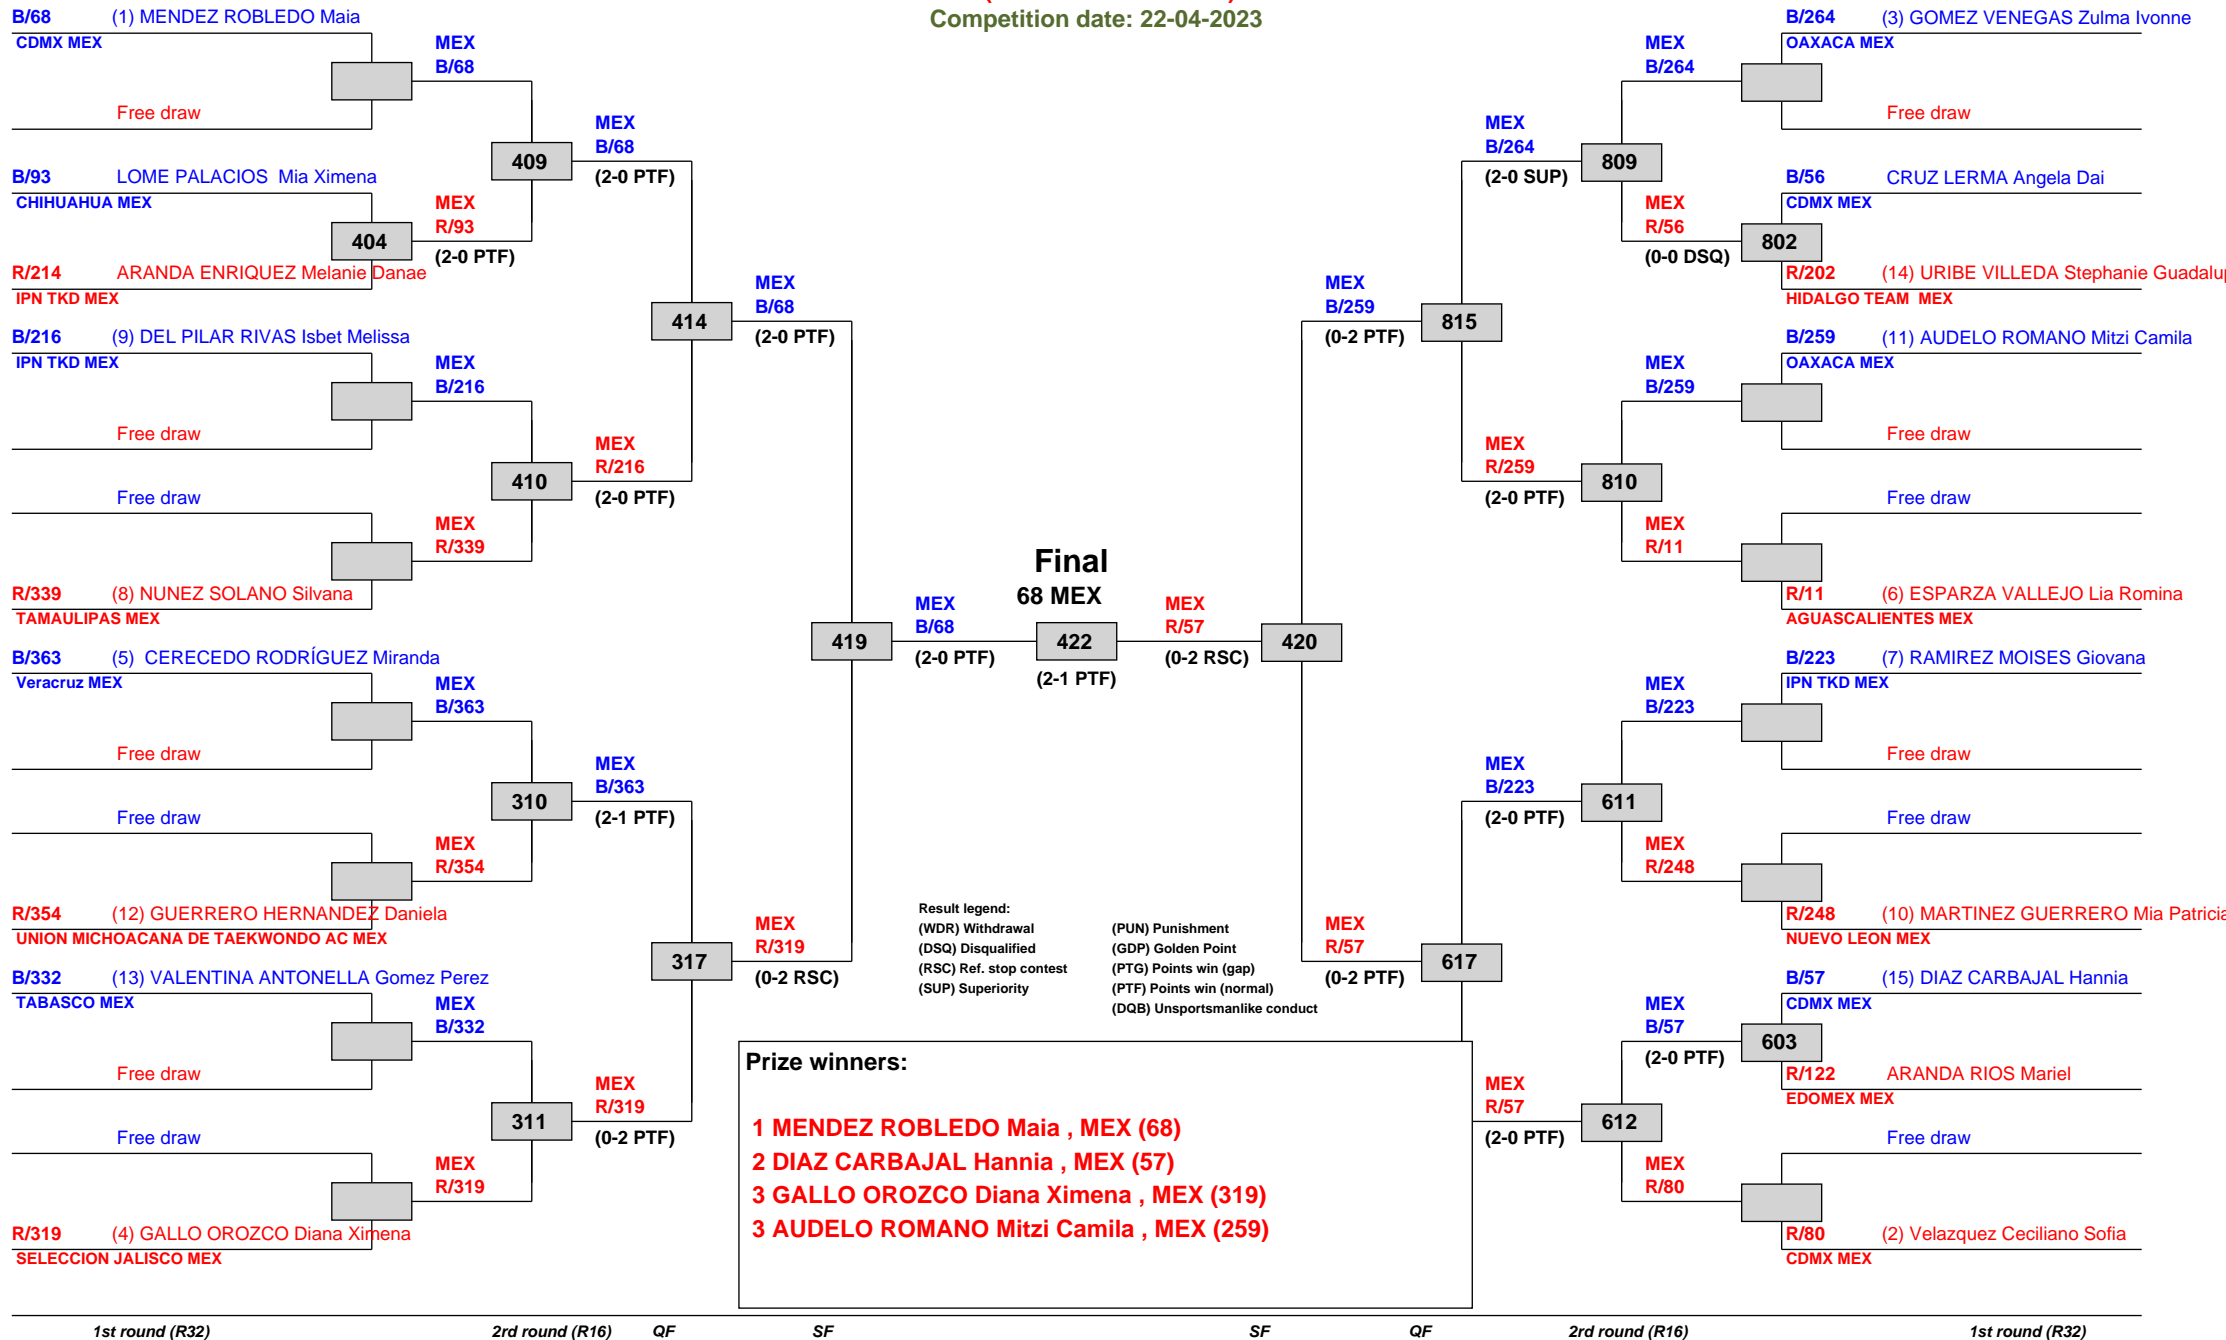 Competition date: 22-04-2023
B/68 (1) MENDEZ ROBLEDO Maia
CDMX MEX
Free draw
B/93 LOME PALACIOS Mia Ximena
CHIHUAHUA MEX
R/214 ARANDA ENRIQUEZ Melanie Danae
IPN TKD MEX
B/216 (9) DEL PILAR RIVAS Isbet Melissa
IPN TKD MEX
Free draw
Free draw
R/339 (8) NUNEZ SOLANO Silvana
TAMAULIPAS MEX
B/363 (5) CERECEDO RODRÍGUEZ Miranda
Veracruz MEX
Free draw
Free draw
R/354 (12) GUERRERO HERNANDEZ Daniela
UNION MICHOACANA DE TAEKWONDO AC MEX
B/332 (13) VALENTINA ANTONELLA Gomez Perez
TABASCO MEX
Free draw
Free draw
R/319 (4) GALLO OROZCO Diana Ximena
SELECCION JALISCO MEX
MEX
B/68
404
MEX
R/93
(2-0 PTF)
MEX
B/216
MEX
R/339
MEX
B/363
MEX
R/354
MEX
B/332
MEX
R/319
409
MEX
B/68
(2-0 PTF)
410
MEX
R/216
(2-0 PTF)
310
MEX
B/363
(2-1 PTF)
311
MEX
R/319
(0-2 PTF)
414
MEX
B/68
(2-0 PTF)
317
MEX
R/319
(0-2 RSC)
419
MEX
B/68
(2-0 PTF)
Final
68 MEX
422
(2-1 PTF)
MEX
R/57
(0-2 RSC)
420
MEX
B/259
(0-2 PTF)
815
MEX
R/57
(0-2 PTF)
617
MEX
B/264
(2-0 SUP)
809
MEX
R/259
(2-0 PTF)
810
MEX
B/223
(2-0 PTF)
611
MEX
R/57
(2-0 PTF)
612
MEX
B/264
MEX
R/56
(0-0 DSQ)
802
MEX
B/259
MEX
R/11
MEX
B/223
MEX
R/248
MEX
B/57
(2-0 PTF)
603
MEX
R/80
B/264 (3) GOMEZ VENEGAS Zulma Ivonne
OAXACA MEX
Free draw
B/56 CRUZ LERMA Angela Dai
CDMX MEX
R/202 (14) URIBE VILLEDA Stephanie
HIDALGO TEAM MEX
B/259 (11) AUDELO ROMANO Mitzi Camila
OAXACA MEX
Free draw
Free draw
R/11 (6) ESPARZA VALLEJO Lia Romina
AGUASCALIENTES MEX
B/223 (7) RAMIREZ MOISES Giovana
IPN TKD MEX
Free draw
Free draw
R/248 (10) MARTINEZ GUERRERO Mia Patricia
NUEVO LEON MEX
B/57 (15) DIAZ CARBAJAL Hannia
CDMX MEX
R/122 ARANDA RIOS Mariel
EDOMEX MEX
Free draw
R/80 (2) Velazquez Ceciliano Sofia
CDMX MEX
Result legend:
(WDR) Withdrawal
(DSQ) Disqualified
(RSC) Ref. stop contest
(SUP) Superiority
(PUN) Punishment
(GDP) Golden Point
(PTG) Points win (gap)
(PTF) Points win (normal)
(DQB) Unsportsmanlike conduct
Prize winners:
1 MENDEZ ROBLEDO Maia , MEX (68)
2 DIAZ CARBAJAL Hannia , MEX (57)
3 GALLO OROZCO Diana Ximena , MEX (319)
3 AUDELO ROMANO Mitzi Camila , MEX (259)
1st round (R32) 2rd round (R16) QF SF SF QF 2rd round (R16) 1st round (R32)